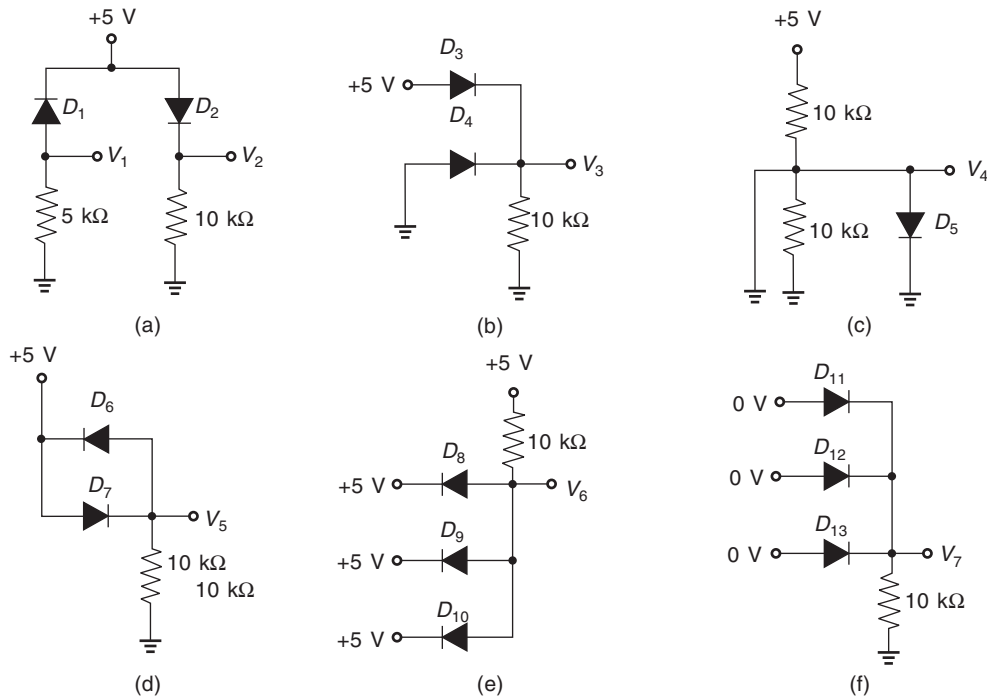 +5 V
D1
D2
V1
V2
5 kΩ
10 kΩ
(a)
D3
+5 V
D4
V3
10 kΩ
(b)
+5 V
10 kΩ
V4
10 kΩ
D5
(c)
+5 V
D6
D7
V5
10 kΩ
10 kΩ
(d)
+5 V
10 kΩ
D8
+5 V
V6
D9
+5 V
D10
+5 V
(e)
D11
0 V
D12
0 V
D13
0 V
V7
10 kΩ
(f)